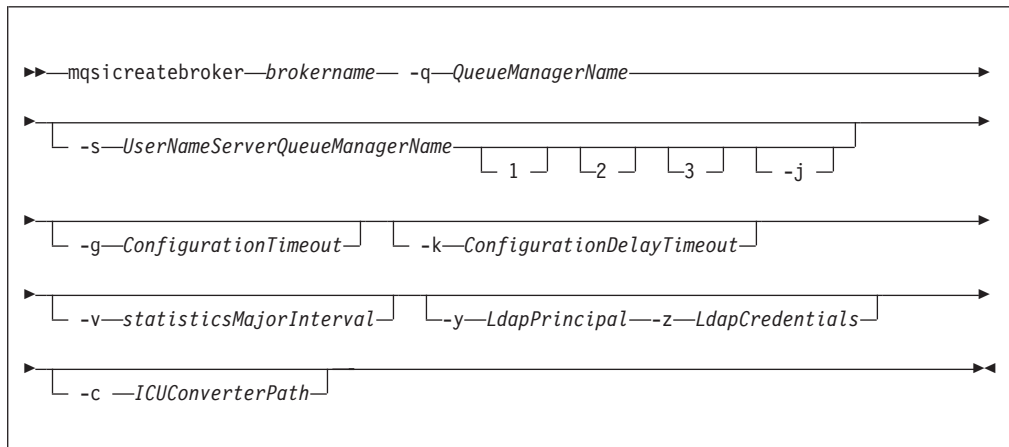 mqsicreatebroker brokername -q QueueManagerName
-s UserNameServerQueueManagerName 1 2 3 -j
-g ConfigurationTimeout -k ConfigurationDelayTimeout
-v statisticsMajorInterval -y LdapPrincipal -z LdapCredentials
-c ICUConverterPath